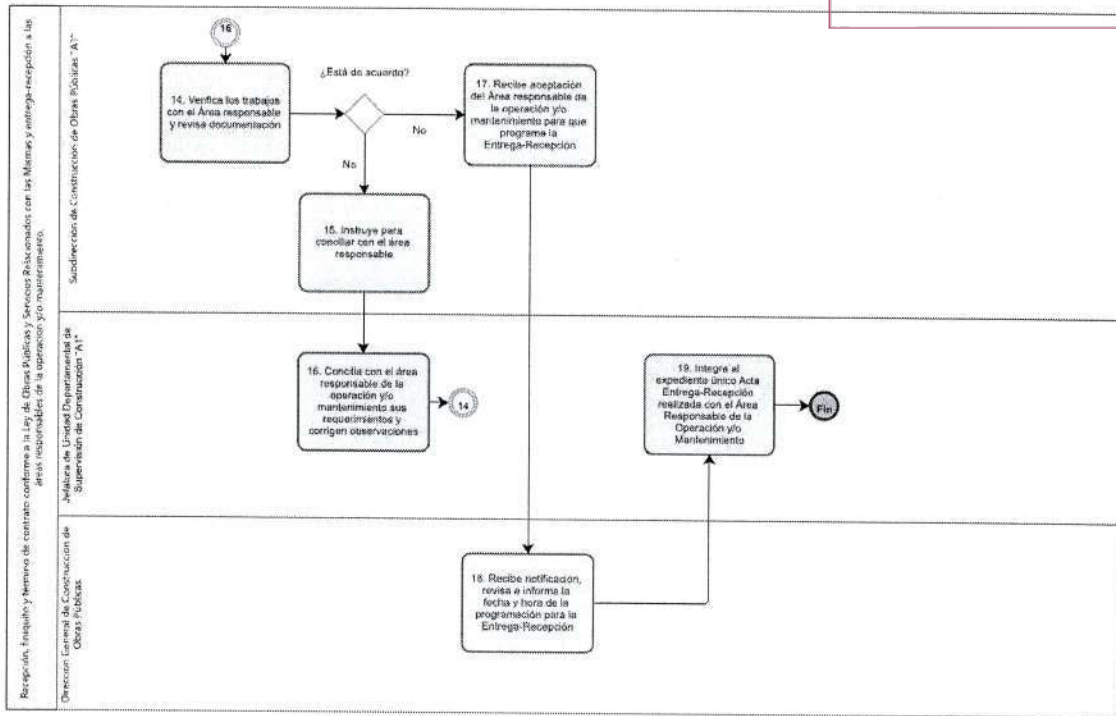 Recepción, finiquito y término de contrato conforme a la Ley de Obras Públicas y Servicios Relacionados con las Mismas y entrega-recepción a las
áreas responsables de la operación y/o mantenimiento.
Subdirección de Construcción de Obras Públicas "A1"
16
14. Verifica los trabajos
con el Área responsable
y revisa documentación
¿Está de acuerdo?
No
No
17. Recibe aceptación
del Área responsable de
la operación y/o
mantenimiento para que
programe la
Entrega-Recepción
15. Instruye para
conciliar con el área
responsable
Jefatura de Unidad Departamental de
Supervisión de Construcción "A1"
16. Concilia con el área
responsable de la
operación y/o
mantenimiento sus
requerimientos y
corrigen observaciones
14
19. Integra al
expediente único Acta
Entrega-Recepción
realizada con el Área
Responsable de la
Operación y/o
Mantenimiento
Fin
Dirección General de Construcción de
Obras Públicas.
18. Recibe notificación,
revisa e informa la
fecha y hora de la
programación para la
Entrega-Recepción